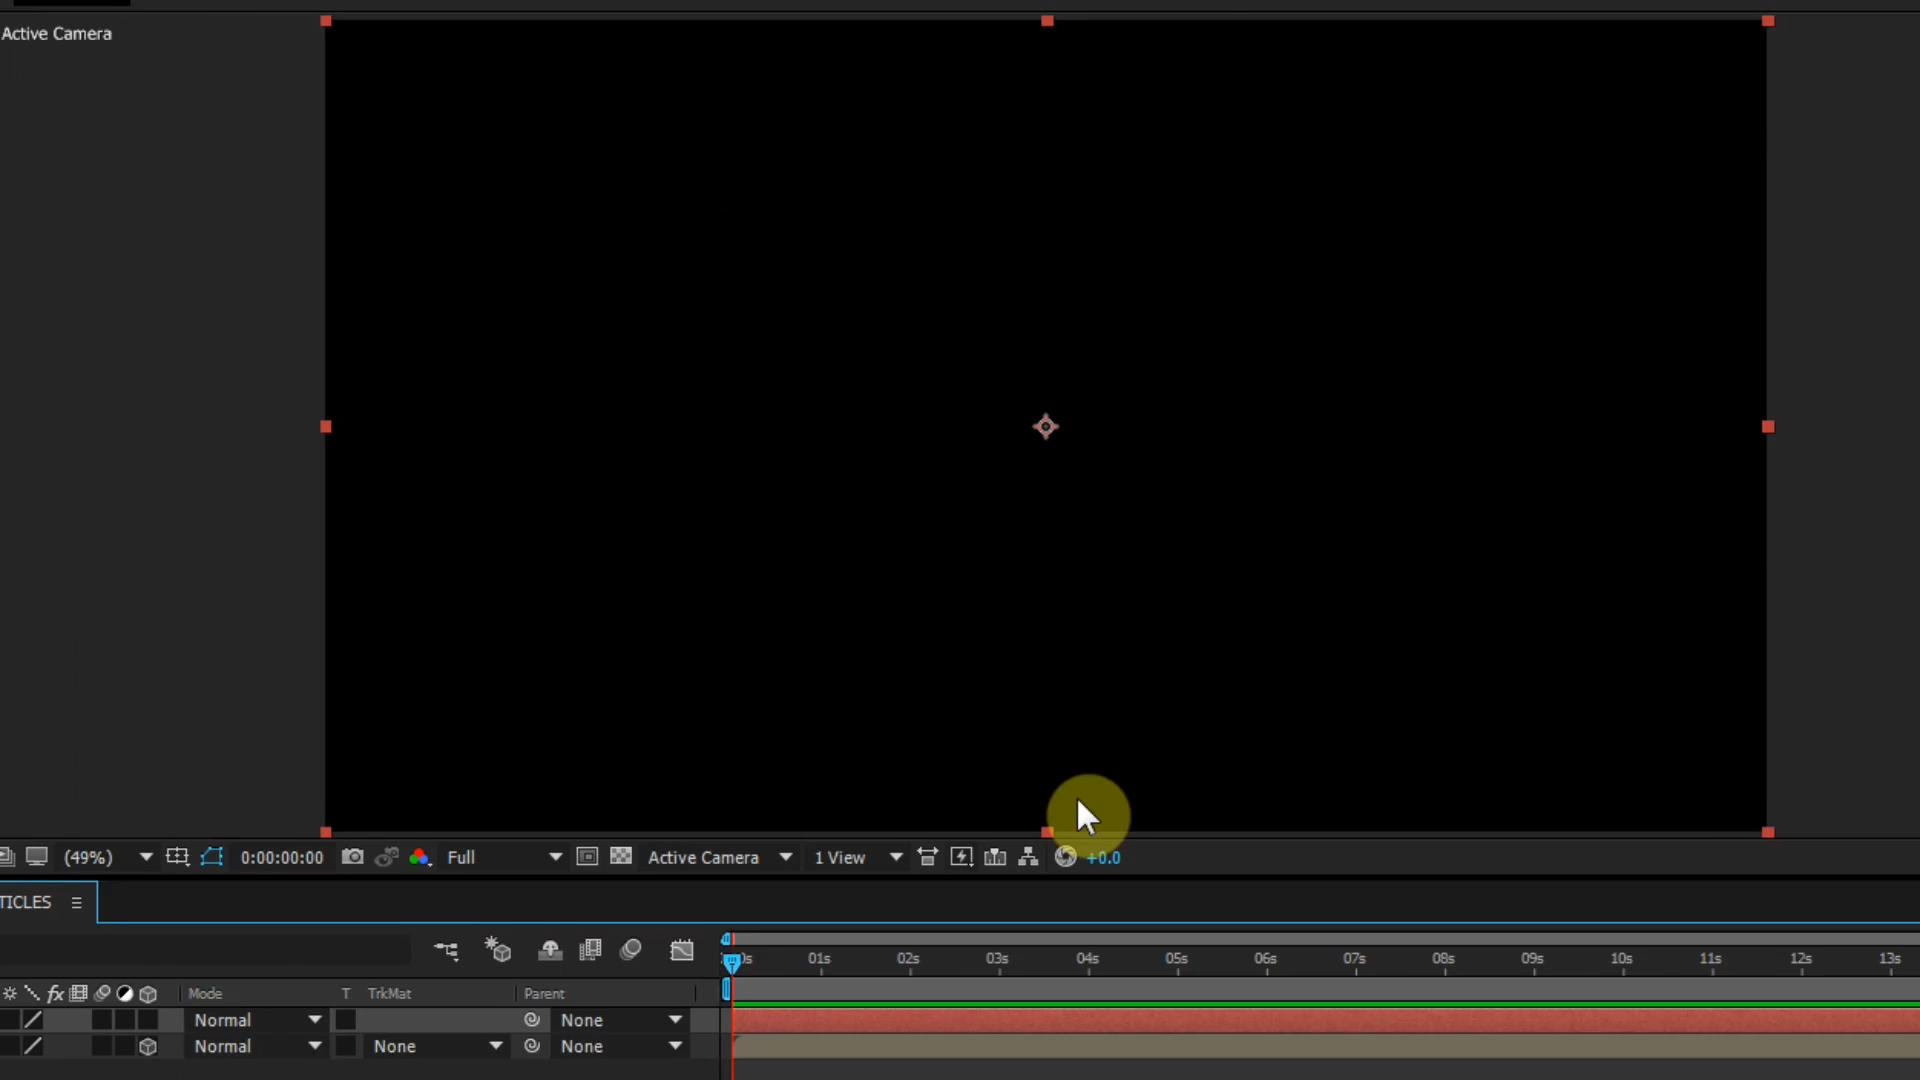 Active Camera
(49%) 0:00:00:00 Full Active Camera 1 View +0.0
TICLES
01s 02s 03s 04s 05s 06s 07s 08s 09s 10s 11s 12s 13s
fx Mode T TrkMat Parent
Normal None
Normal None None